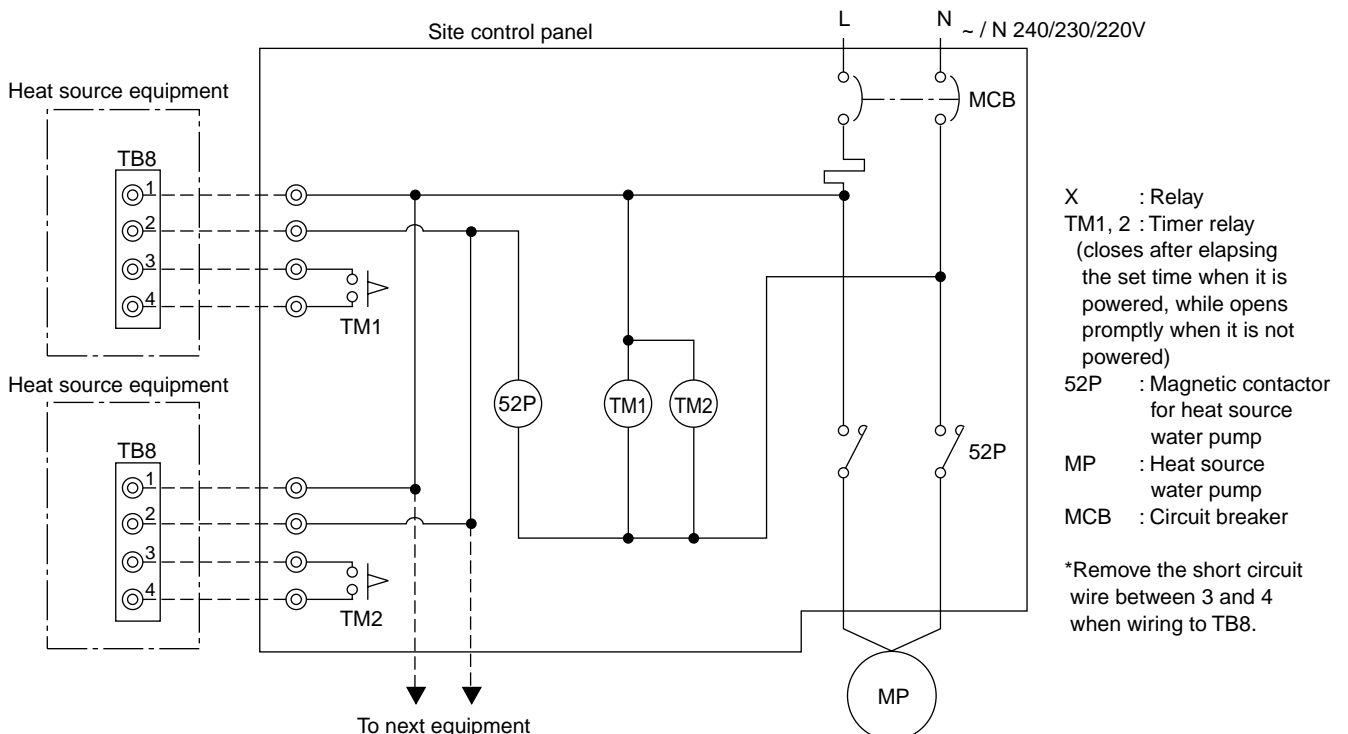 Site control panel
L
N
~ / N 240/230/220V
MCB
Heat source equipment
TB8
1
2
3
4
TM1
52P
TM1
TM2
52P
Heat source equipment
TB8
1
2
3
4
TM2
To next equipment
MP
X : Relay
TM1, 2 : Timer relay
(closes after elapsing
the set time when it is
powered, while opens
promptly when it is not
powered)
52P : Magnetic contactor
for heat source
water pump
MP : Heat source
water pump
MCB : Circuit breaker
*Remove the short circuit
wire between 3 and 4
when wiring to TB8.